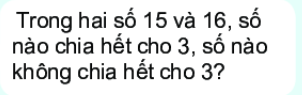 Trong hai số 15 và 16, số
nào chia hết cho 3, số nào
không chia hết cho 3?